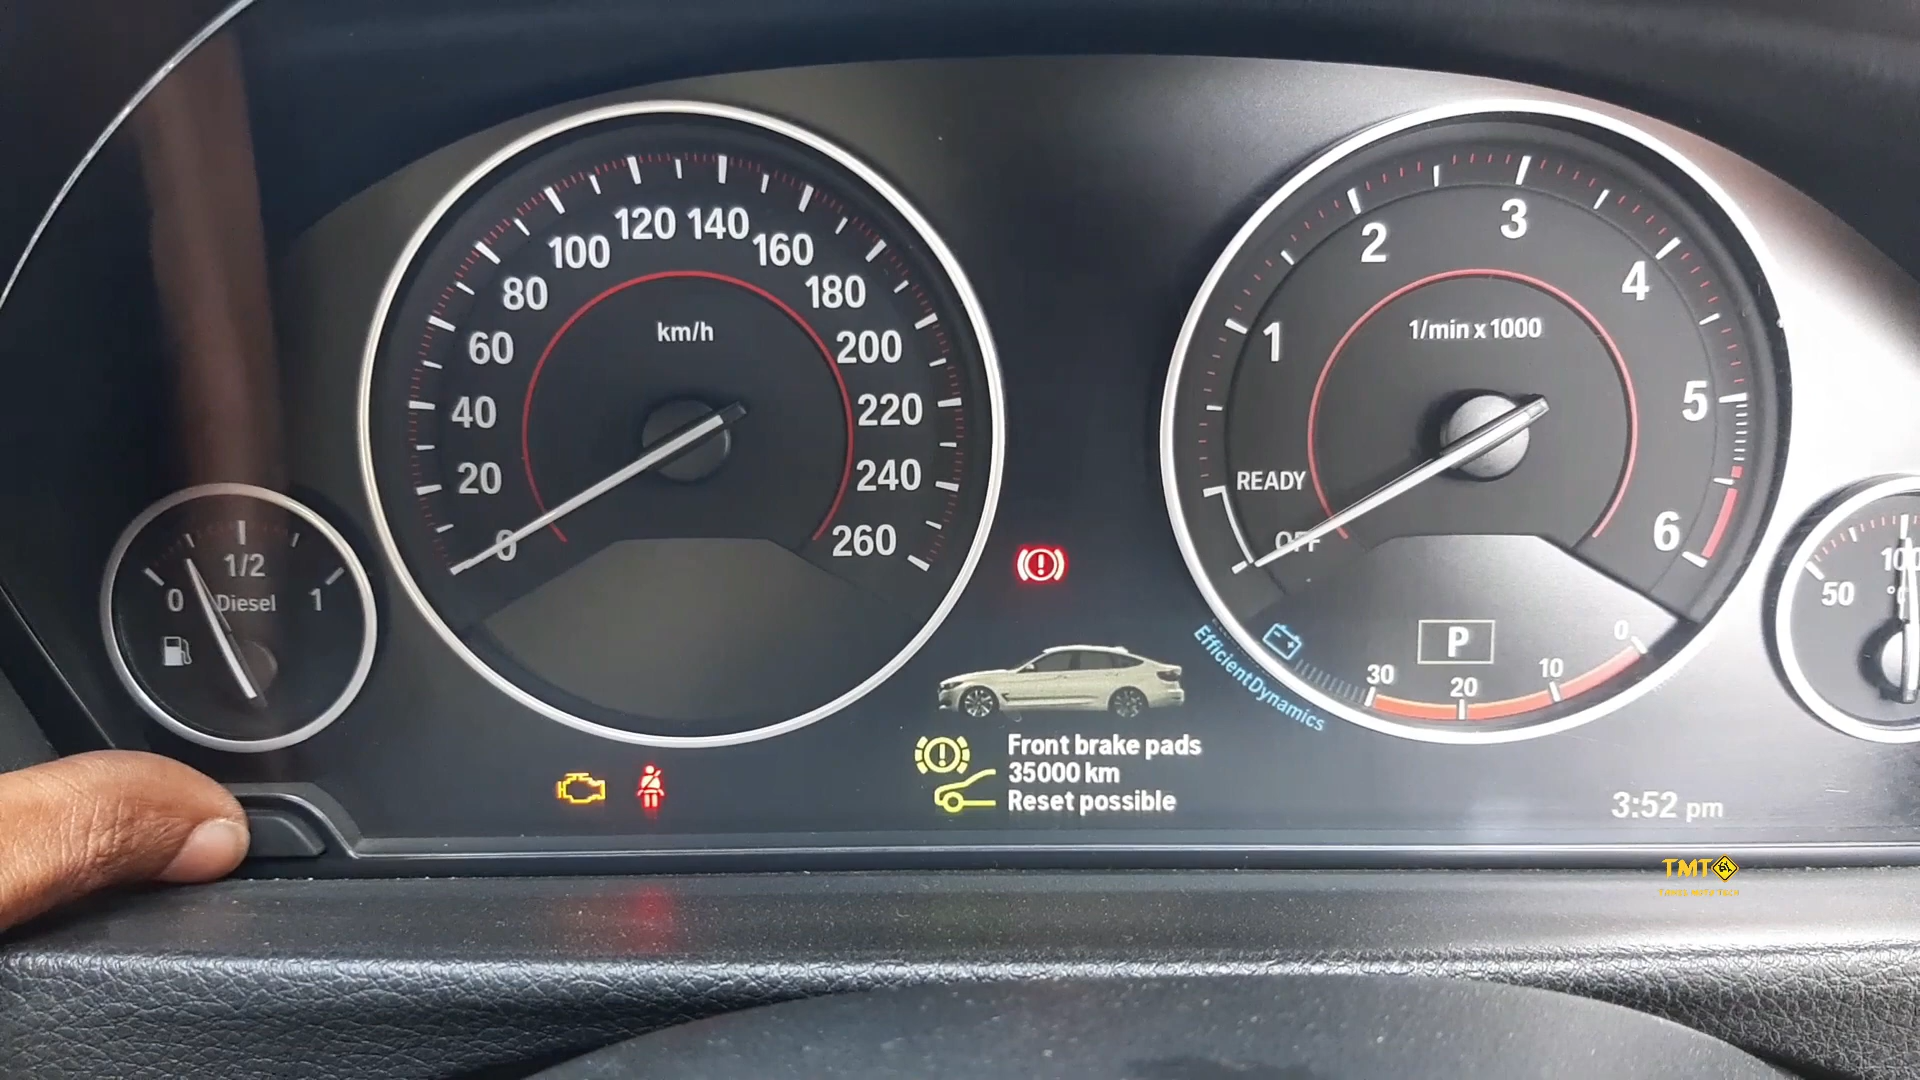 120 140
100 160
80 180
60 200
40 220
20 240
0 260
km/h
3
2 4
1 5
6
1/min x 1000
READY
OFF
1/2
0 1
Diesel
100
50
P
30 20 10 0
EfficientDynamics
Front brake pads
35000 km
Reset possible
3:52 pm
TMT